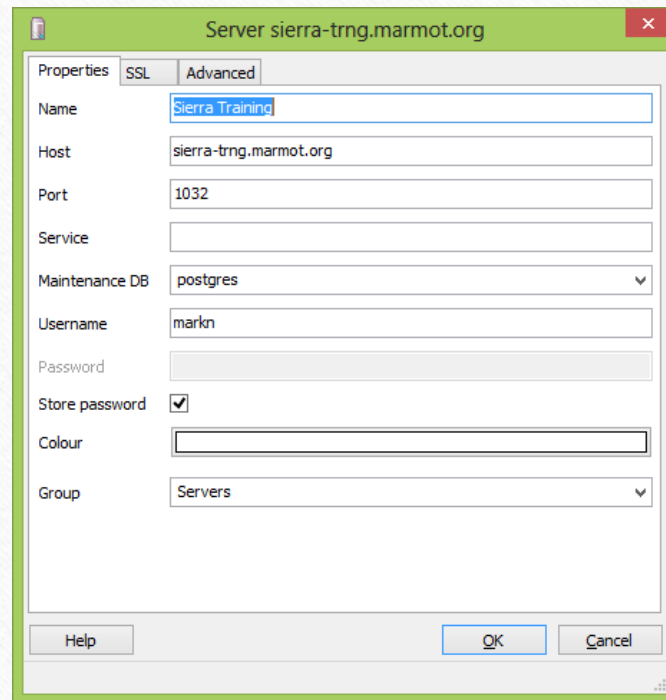 Server sierra-trng.marmot.org
Properties SSL Advanced
Name Sierra Training
Host sierra-trng.marmot.org
Port 1032
Service
Maintenance DB postgres
Username markn
Password
Store password
Colour
Group Servers
Help OK Cancel